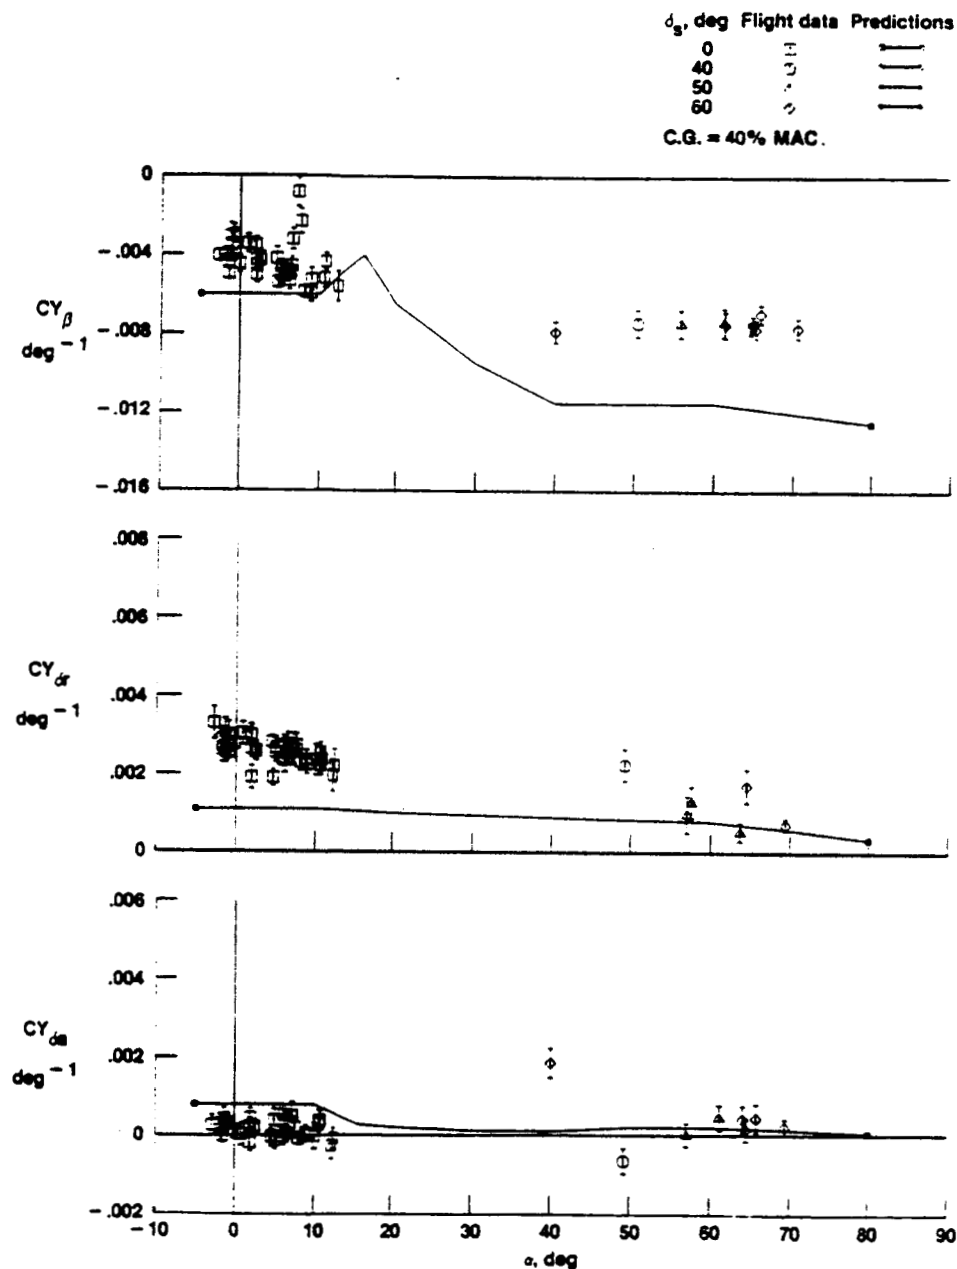 δs, deg Flight data Predictions
0
40
50
60
C.G. = 40% MAC.
0
-.004
-.008
-.012
-.016
CYβ
deg-1
.008
.006
.004
.002
0
CYδr
deg-1
.006
.004
.002
0
-.002
CYδa
deg-1
-10 0 10 20 30 40 50 60 70 80 90
α, deg